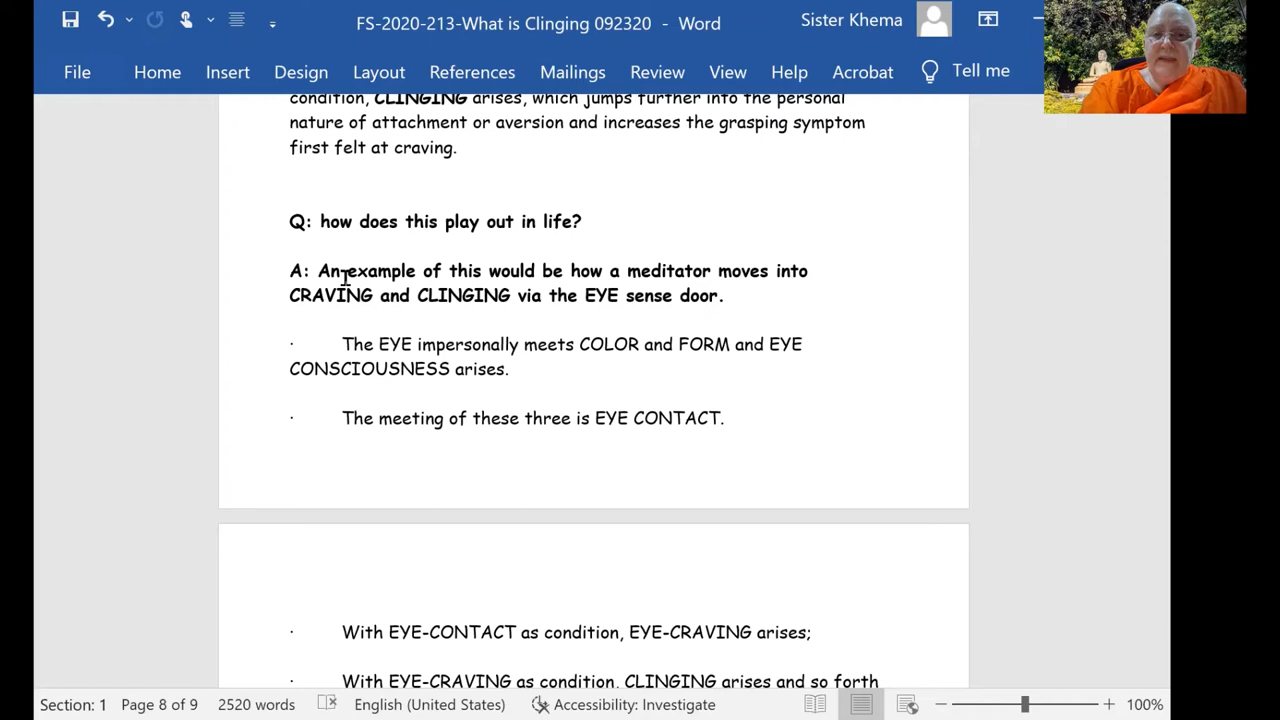 FS-2020-213-What is Clinging 092320 - Word
Sister Khema
File Home Insert Design Layout References Mailings Review View Help Acrobat Tell me
condition, CLINGING arises, which jumps further into the personal
nature of attachment or aversion and increases the grasping symptom
first felt at craving.
Q: how does this play out in life?
A: An example of this would be how a meditator moves into
CRAVING and CLINGING via the EYE sense door.
· The EYE impersonally meets COLOR and FORM and EYE
CONSCIOUSNESS arises.
· The meeting of these three is EYE CONTACT.
· With EYE-CONTACT as condition, EYE-CRAVING arises;
· With EYE-CRAVING as condition, CLINGING arises and so forth
Section: 1 Page 8 of 9 2520 words English (United States) Accessibility: Investigate 100%